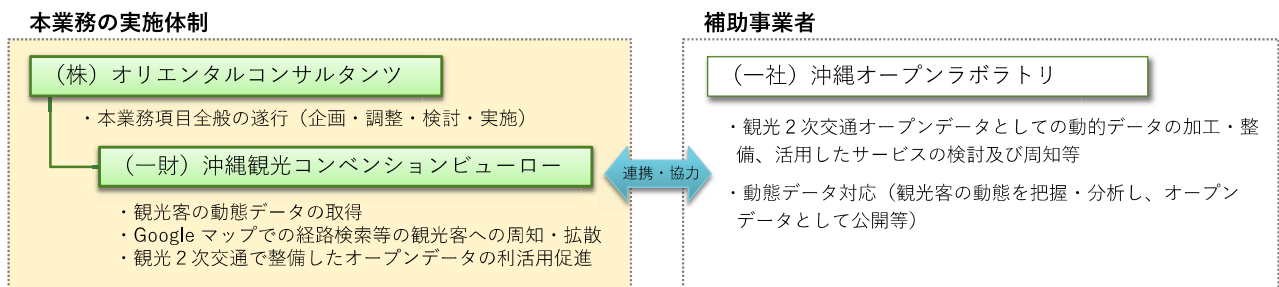 本業務の実施体制
(株)オリエンタルコンサルタンツ
・本業務項目全般の遂行(企画・調整・検討・実施)
(一財)沖縄観光コンベンションビューロー
・観光客の動態データの取得
・Google マップでの経路検索等の観光客への周知・拡散
・観光2次交通で整備したオープンデータの利活用促進
連携・協力
補助事業者
(一社)沖縄オープンラボラトリ
・観光2次交通オープンデータとしての動的データの加工・整
備、活用したサービスの検討及び周知等
・動態データ対応(観光客の動態を把握・分析し、オープン
データとして公開等)